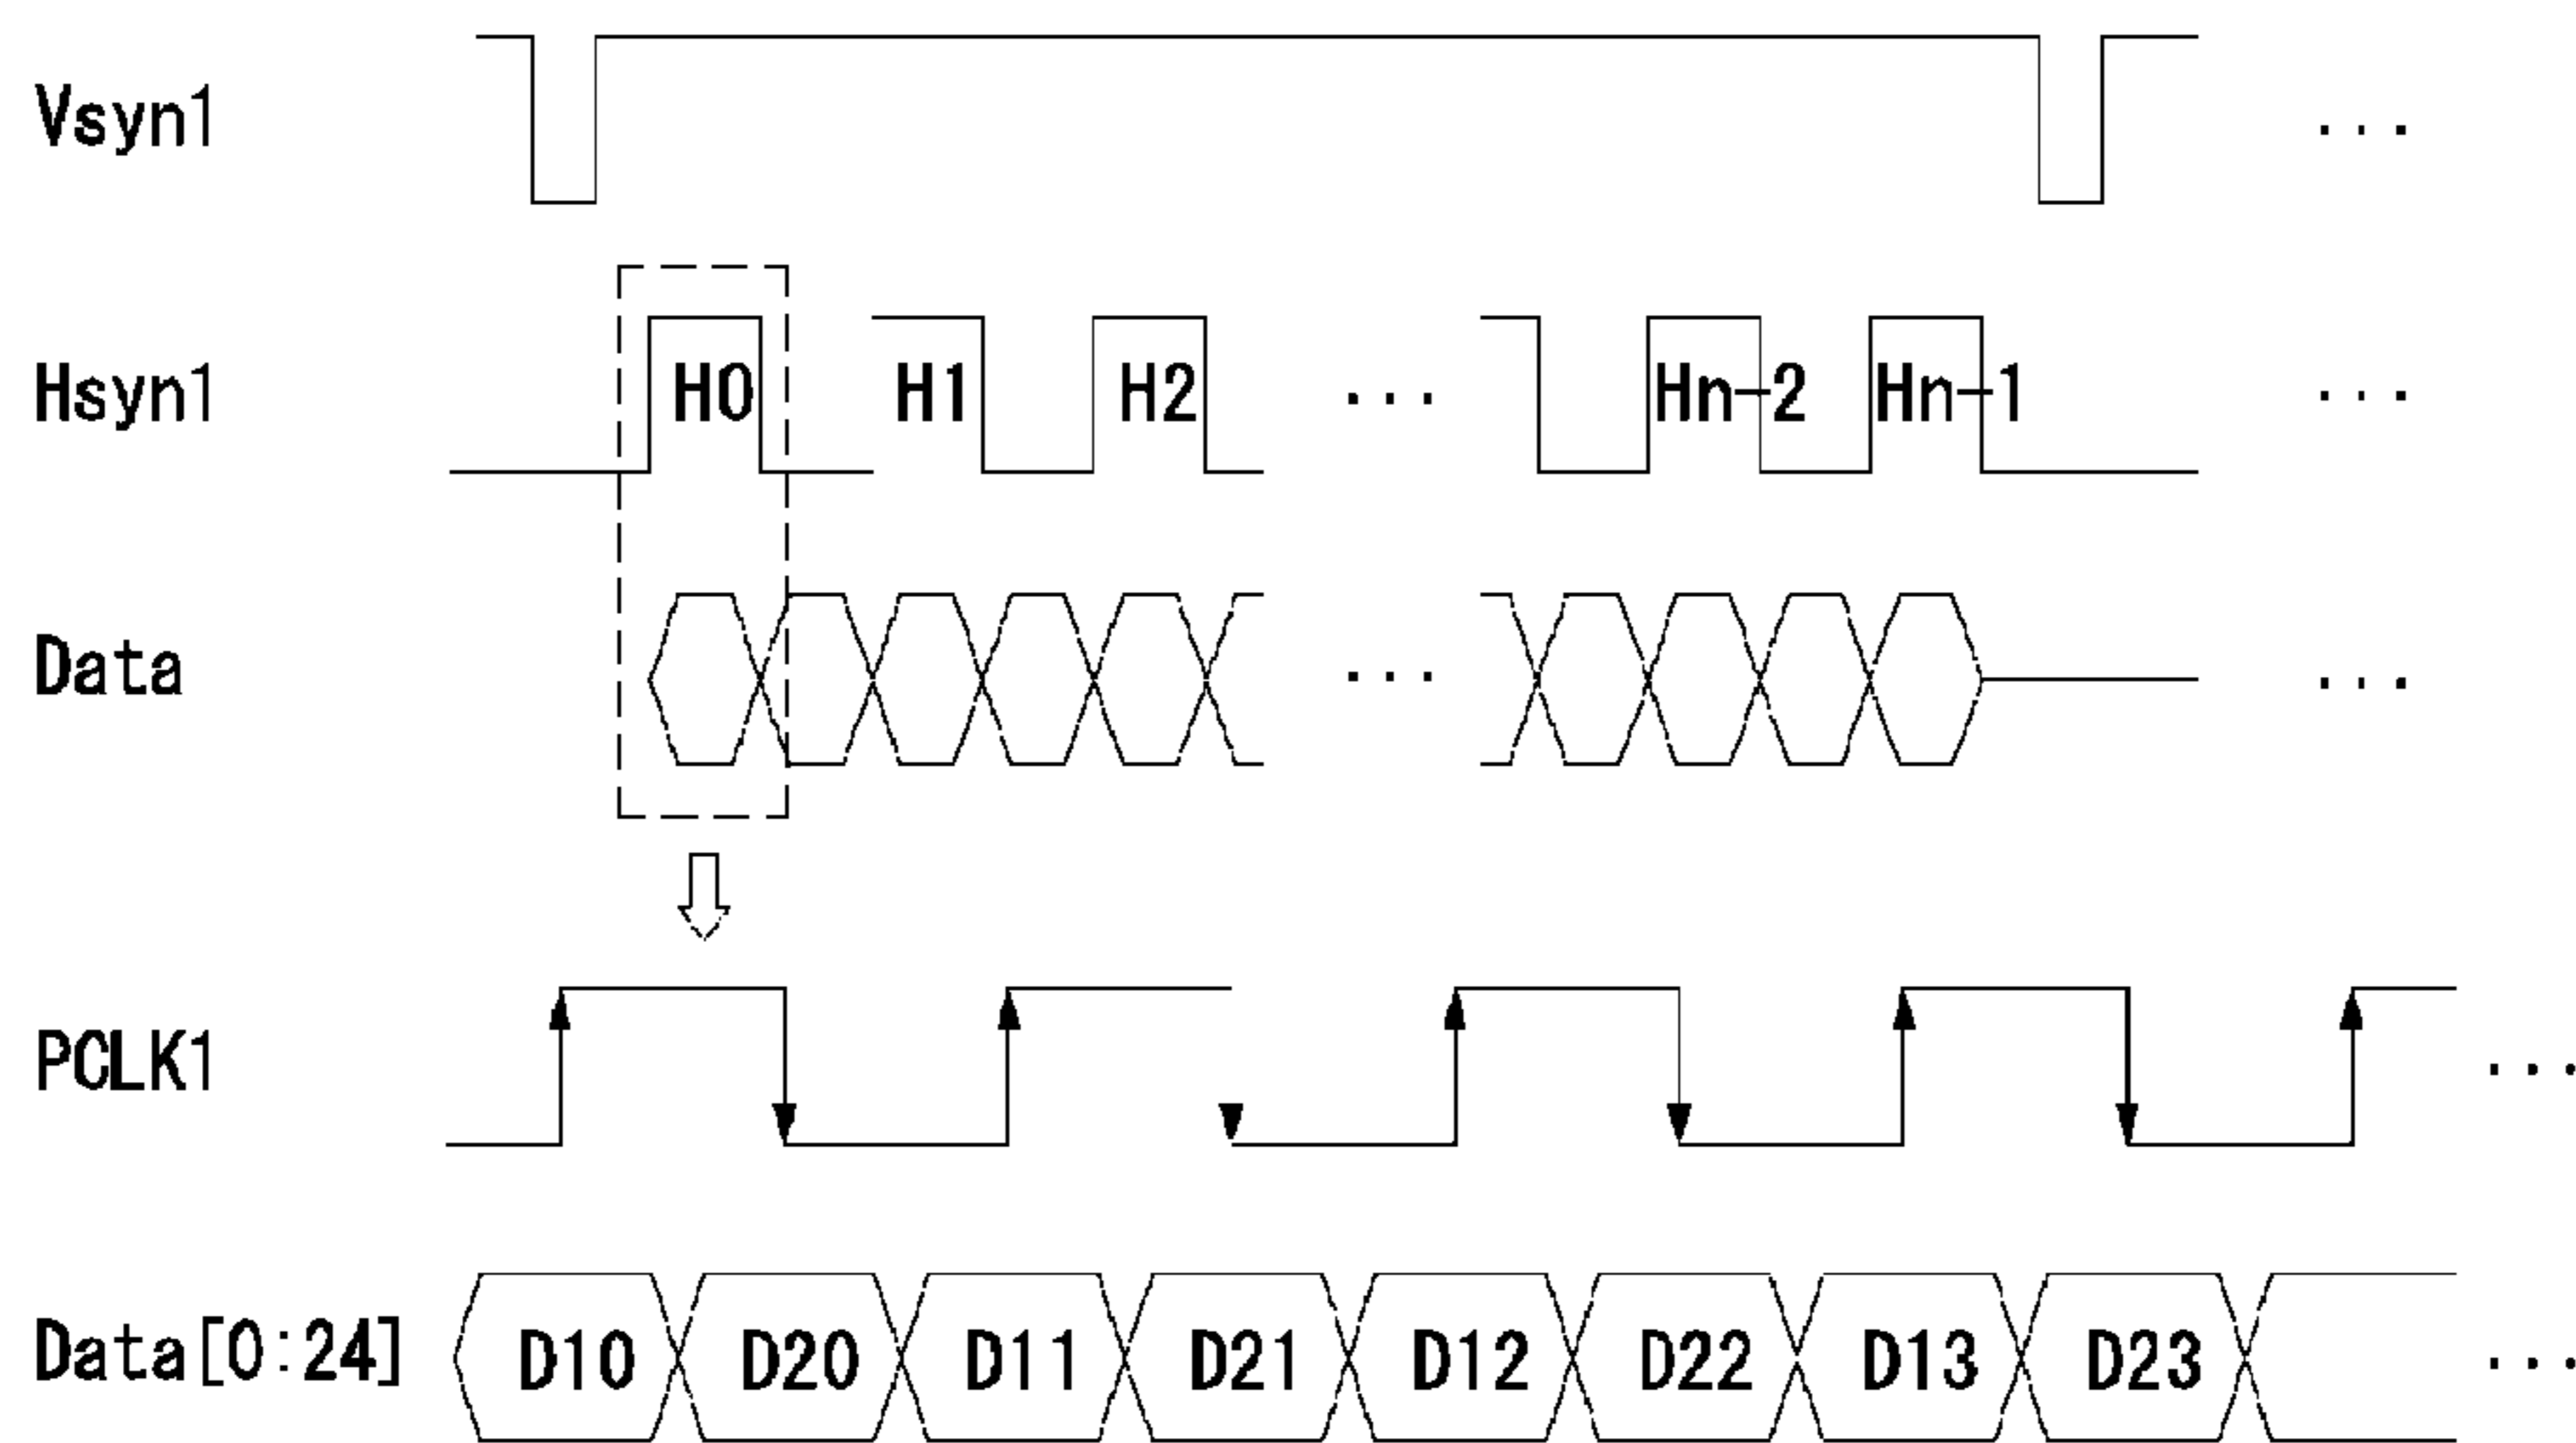 Vsyn1 ...
Hsyn1 H0 H1 H2 ... Hn-2 Hn-1 ...
Data ... ...
PCLK1 ...
Data[0:24] D10 D20 D11 D21 D12 D22 D13 D23 ...